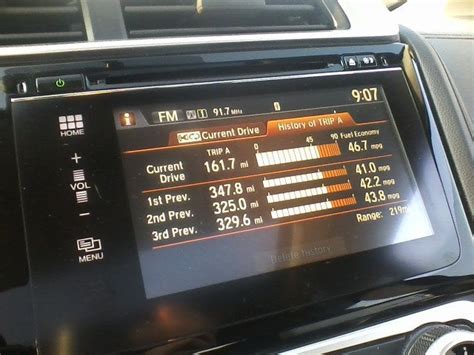 FM 91.7 MHz 9:07
HOME
Current Drive History of TRIP A
TRIP A 0 45 90 Fuel Economy
Current Drive 161.7 mi 46.7 mpg
1st Prev. 347.8 mi 41.0 mpg
2nd Prev. 325.0 mi 42.2 mpg
3rd Prev. 329.6 mi 43.8 mpg
+
VOL
−
Range: 219mi
MENU
Delete history